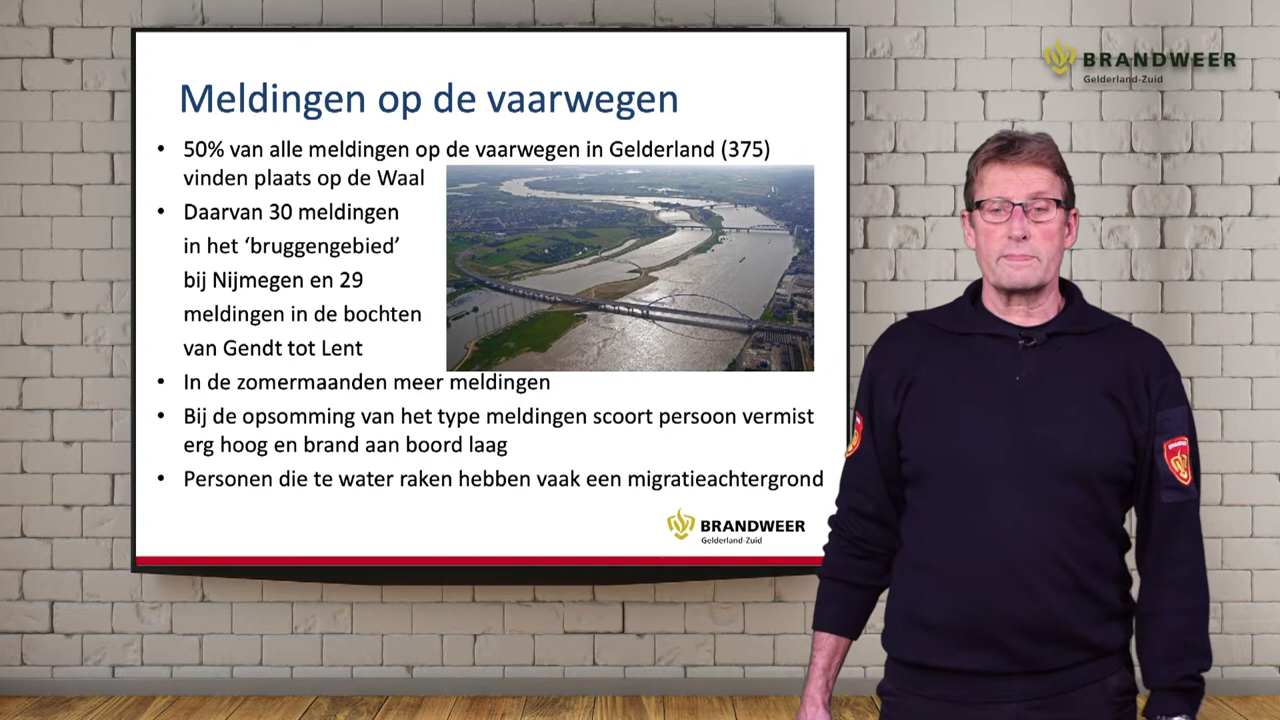 BRANDWEER
Gelderland-Zuid
Meldingen op de vaarwegen
• 50% van alle meldingen op de vaarwegen in Gelderland (375)
vinden plaats op de Waal
• Daarvan 30 meldingen
in het ‘bruggengebied’
bij Nijmegen en 29
meldingen in de bochten
van Gendt tot Lent
• In de zomermaanden meer meldingen
• Bij de opsomming van het type meldingen scoort persoon vermist
erg hoog en brand aan boord laag
• Personen die te water raken hebben vaak een migratieachtergrond
BRANDWEER
Gelderland-Zuid